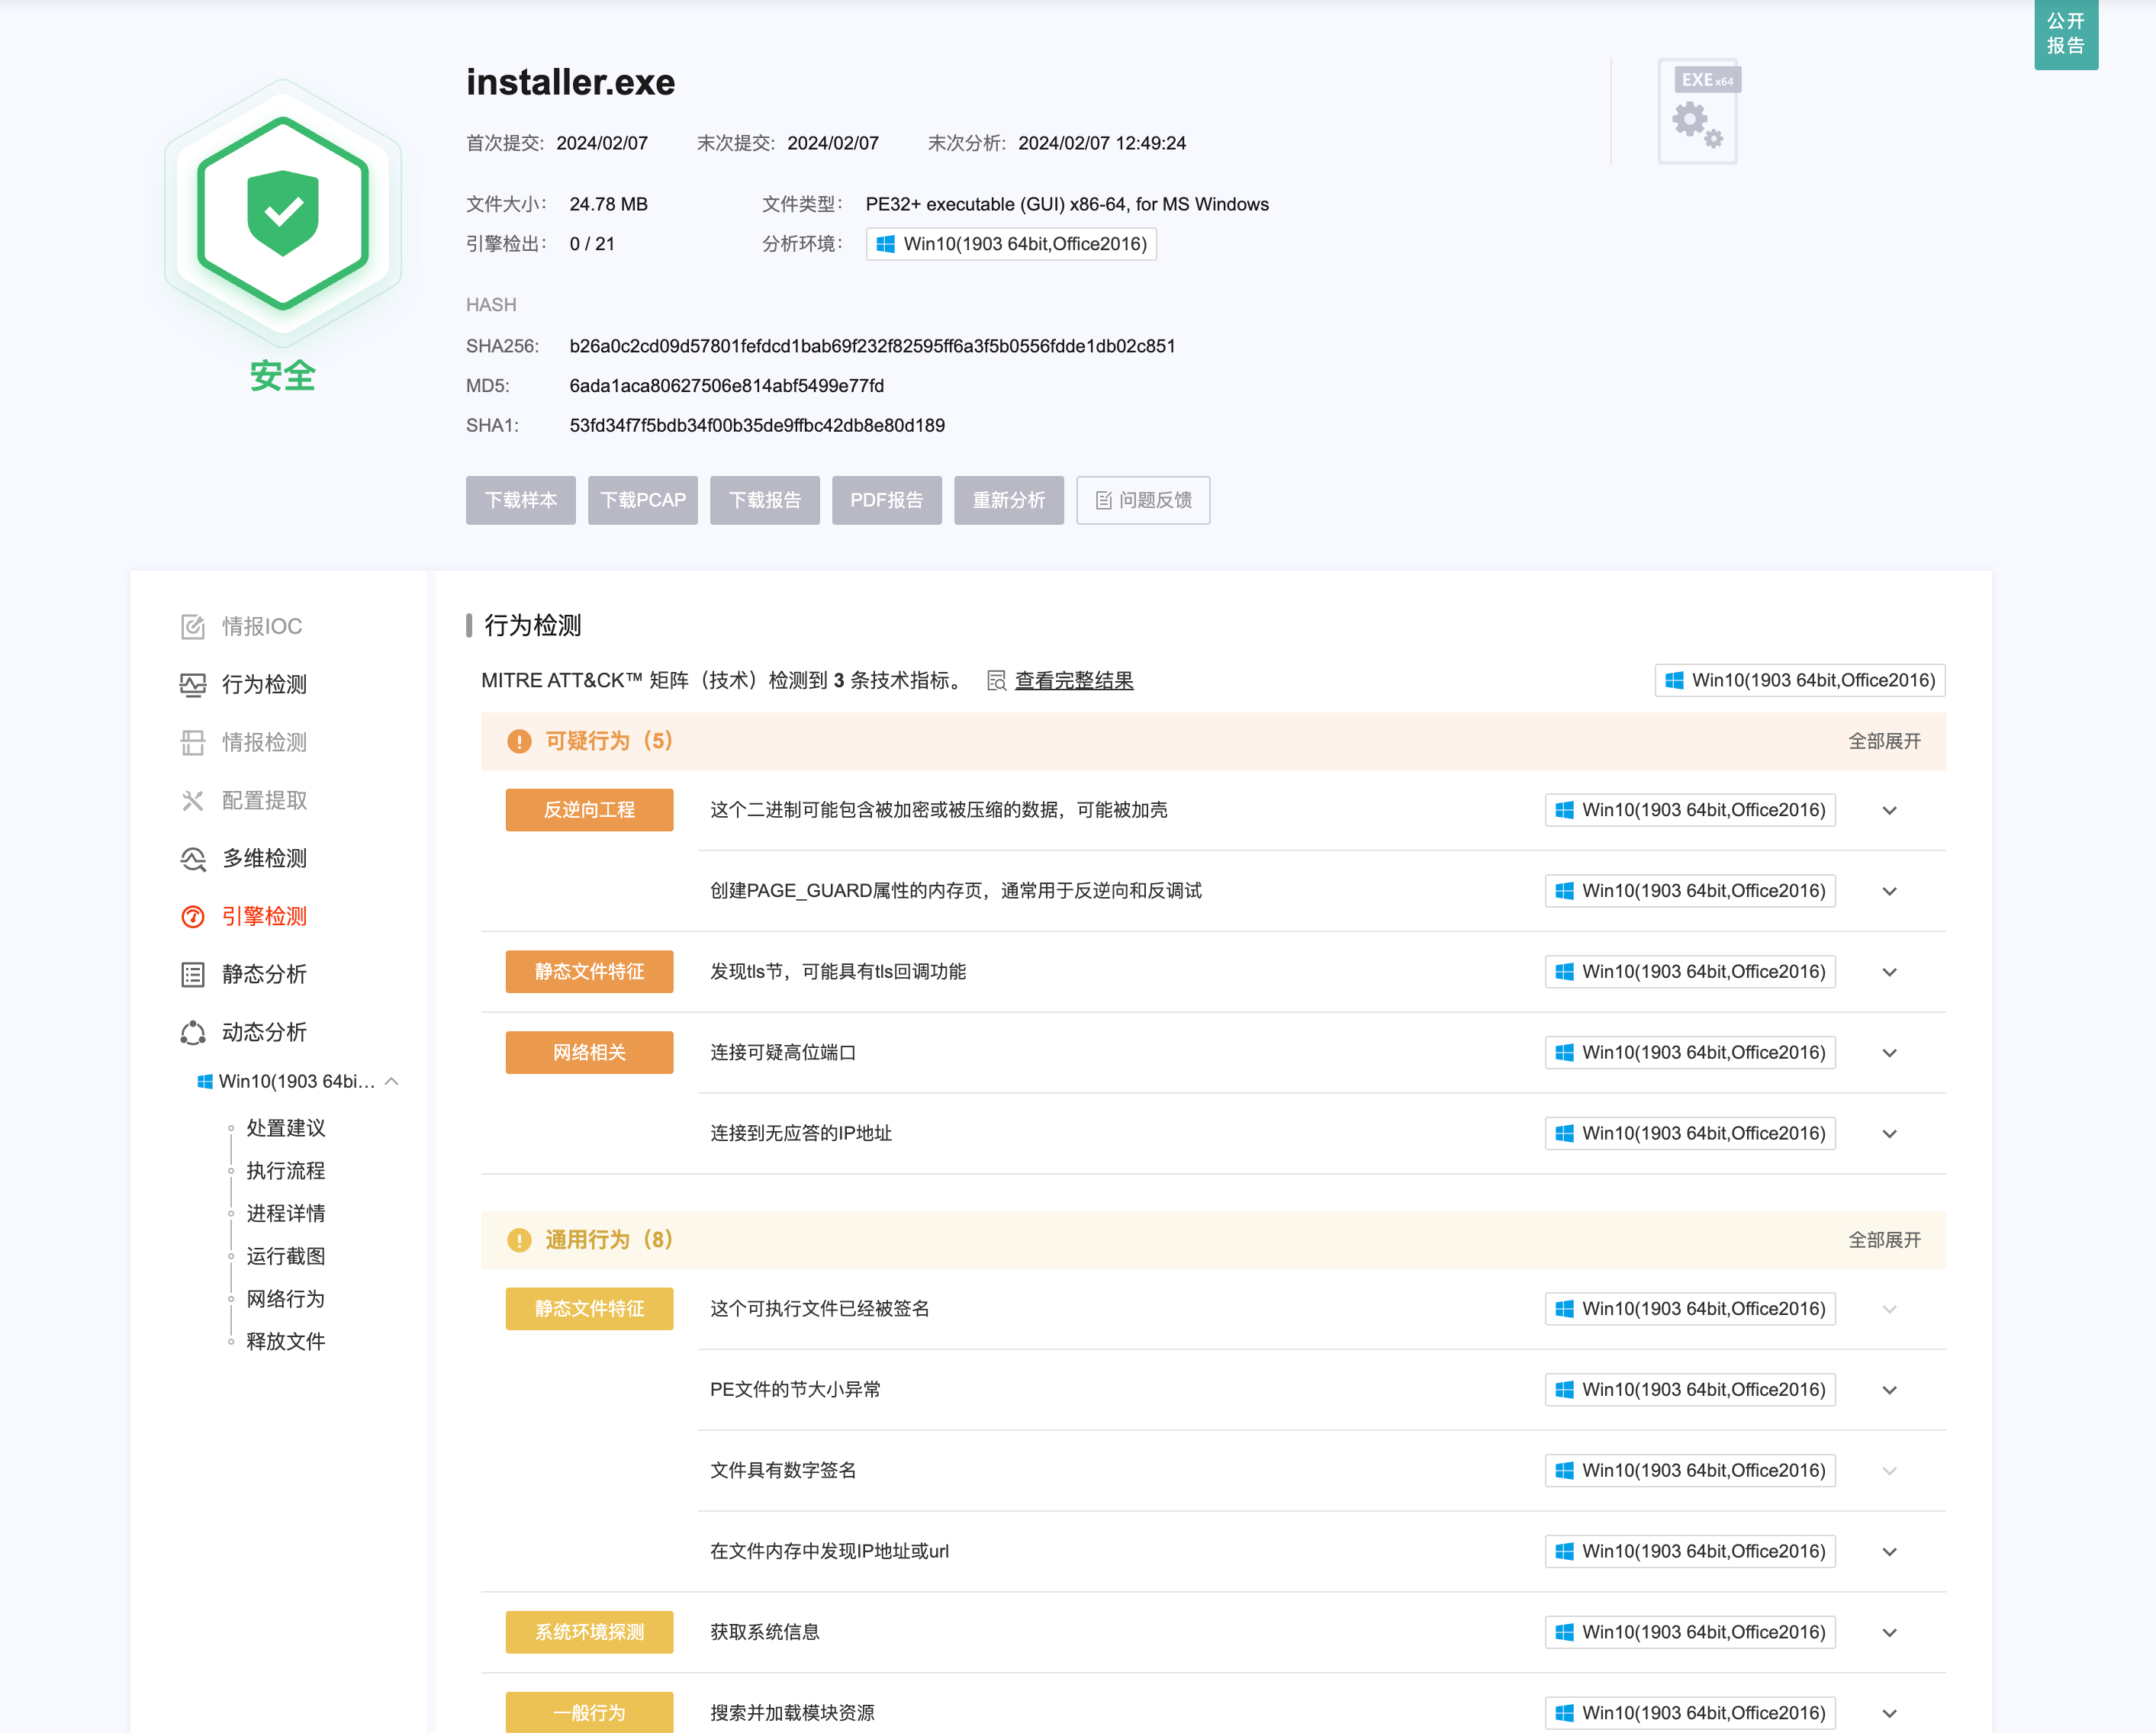 公开
报告
installer.exe
EXE x64
首次提交: 2024/02/07 末次提交: 2024/02/07 末次分析: 2024/02/07 12:49:24
文件大小: 24.78 MB 文件类型: PE32+ executable (GUI) x86-64, for MS Windows
引擎检出: 0 / 21 分析环境: Win10(1903 64bit,Office2016)
HASH
SHA256: b26a0c2cd09d57801fefdcd1bab69f232f82595ff6a3f5b0556fdde1db02c851
安全
MD5: 6ada1aca80627506e814abf5499e77fd
SHA1: 53fd34f7f5bdb34f00b35de9ffbc42db8e80d189
下载样本 下载PCAP 下载报告 PDF报告 重新分析 问题反馈
情报IOC
行为检测
情报检测
配置提取
多维检测
引擎检测
静态分析
动态分析
Win10(1903 64bi...
处置建议
执行流程
进程详情
运行截图
网络行为
释放文件
行为检测
MITRE ATT&CK™ 矩阵（技术）检测到 3 条技术指标。 查看完整结果 Win10(1903 64bit,Office2016)
可疑行为（5） 全部展开
反逆向工程 这个二进制可能包含被加密或被压缩的数据，可能被加壳 Win10(1903 64bit,Office2016)
创建PAGE_GUARD属性的内存页，通常用于反逆向和反调试 Win10(1903 64bit,Office2016)
静态文件特征 发现tls节，可能具有tls回调功能 Win10(1903 64bit,Office2016)
网络相关 连接可疑高位端口 Win10(1903 64bit,Office2016)
连接到无应答的IP地址 Win10(1903 64bit,Office2016)
通用行为（8） 全部展开
静态文件特征 这个可执行文件已经被签名 Win10(1903 64bit,Office2016)
PE文件的节大小异常 Win10(1903 64bit,Office2016)
文件具有数字签名 Win10(1903 64bit,Office2016)
在文件内存中发现IP地址或url Win10(1903 64bit,Office2016)
系统环境探测 获取系统信息 Win10(1903 64bit,Office2016)
一般行为 搜索并加载模块资源 Win10(1903 64bit,Office2016)